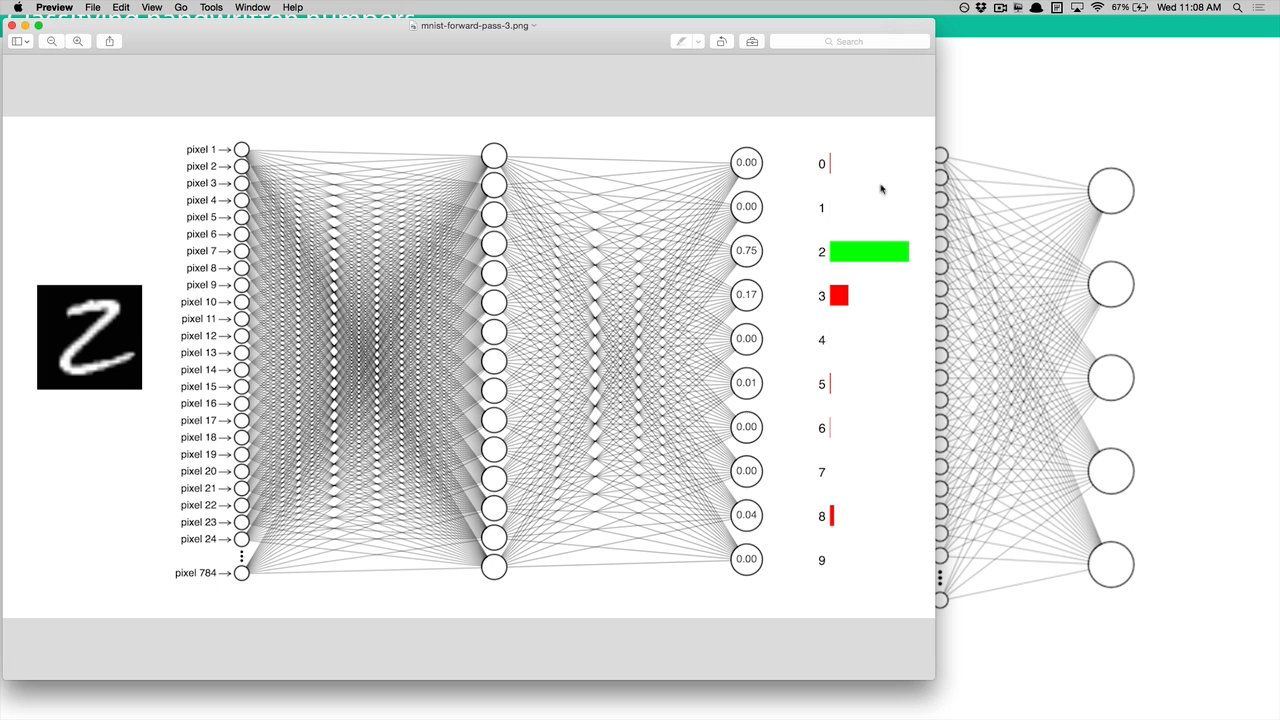 Preview File Edit View Go Tools Window Help 67% Wed 11:08 AM
Classifying handwritten numbers
mnist-forward-pass-3.png
Search
pixel 1
pixel 2
pixel 3
pixel 4
pixel 5
pixel 6
pixel 7
pixel 8
pixel 9
pixel 10
pixel 11
pixel 12
pixel 13
pixel 14
pixel 15
pixel 16
pixel 17
pixel 18
pixel 19
pixel 20
pixel 21
pixel 22
pixel 23
pixel 24
pixel 784
2
0.00 0
0.00 1
0.75 2
0.17 3
0.00 4
0.01 5
0.00 6
0.00 7
0.04 8
0.00 9